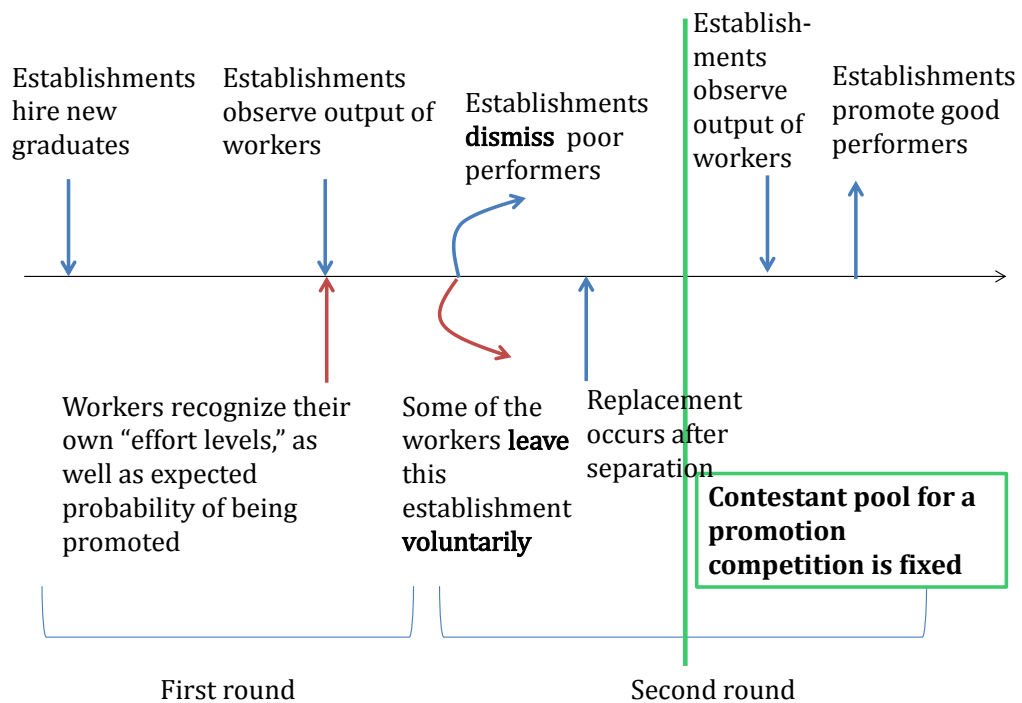 Establishments
hire new
graduates
Establishments
observe output of
workers
Establishments
dismiss poor
performers
Establish-
ments
observe
output of
workers
Establishments
promote good
performers
Workers recognize their
own “effort levels,” as
well as expected
probability of being
promoted
Some of the
workers leave
this
establishment
voluntarily
Replacement
occurs after
separation
Contestant pool for a
promotion
competition is fixed
First round
Second round